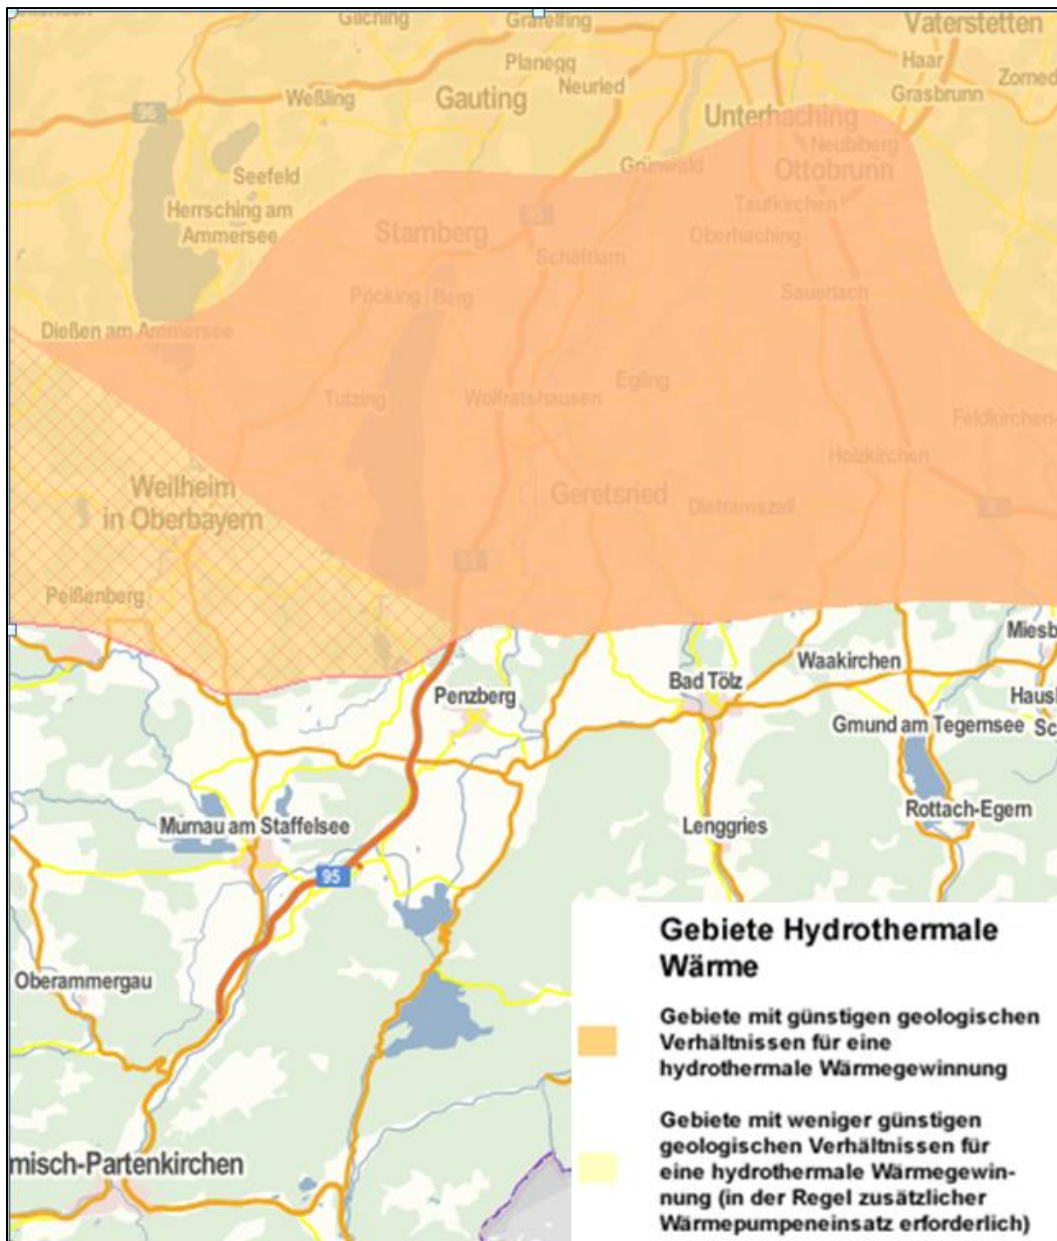 Gilching
Gräfelfing
Vaterstetten
Planegg
Haar
Neuried
Zorned
Weßling
Gauting
Grasbrunn
96
Unterhaching
Neubiberg
Grünwald
Ottobrunn
Seefeld
Taufkirchen
Herrsching am
Ammersee
Starnberg
Oberhaching
Schäftlarn
Pöcking
Berg
Sauerlach
Dießen am Ammersee
Egling
Tutzing
Wolfratshausen
Feldkirchen-
Holzkirchen
Weilheim
in Oberbayern
Geretsried
Dietramszell
8
95
Peißenberg
Miesb
Waakirchen
Bad Tölz
Penzberg
Haush
Gmund am Tegernsee
Sc
Rottach-Egern
Murnau am Staffelsee
Lenggries
95
Oberammergau
misch-Partenkirchen
Gebiete Hydrothermale
Wärme
Gebiete mit günstigen geologischen
Verhältnissen für eine
hydrothermale Wärmegewinnung
Gebiete mit weniger günstigen
geologischen Verhältnissen für
eine hydrothermale Wärmegewin-
nung (in der Regel zusätzlicher
Wärmepumpeneinsatz erforderlich)